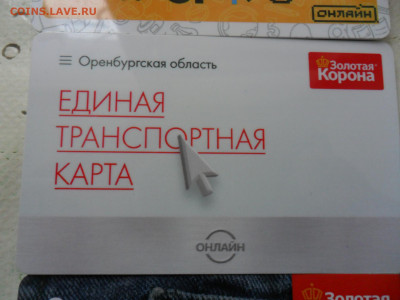 COINS.LAVE.RU
ОНЛАЙН
Оренбургская область
Золотая
Корона
ЕДИНАЯ
ТРАНСПОРТНАЯ
КАРТА
ОНЛАЙН
Золотая